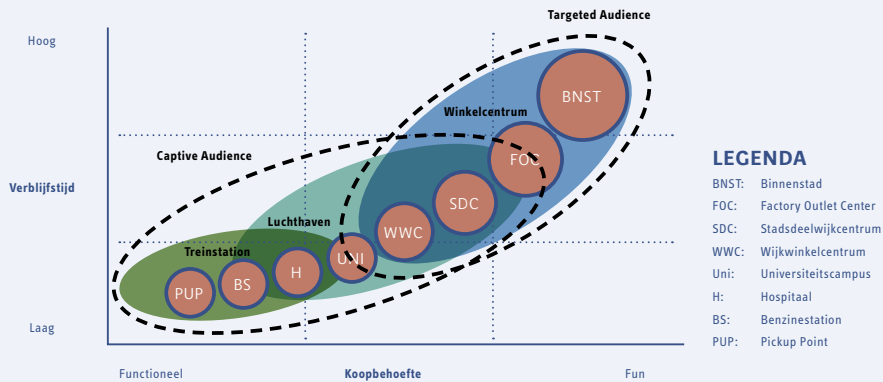 Targeted Audience
Hoog
BNST
Winkelcentrum
Captive Audience
FOC
Verblijfstijd
SDC
Luchthaven
WWC
Treinstation
UNI
H
BS
PUP
Laag
Functioneel
Koopbehoefte
Fun
LEGENDA
BNST: Binnenstad
FOC: Factory Outlet Center
SDC: Stadsdeelwijkcentrum
WWC: Wijkwinkelcentrum
Uni: Universiteitscampus
H: Hospitaal
BS: Benzinestation
PUP: Pickup Point